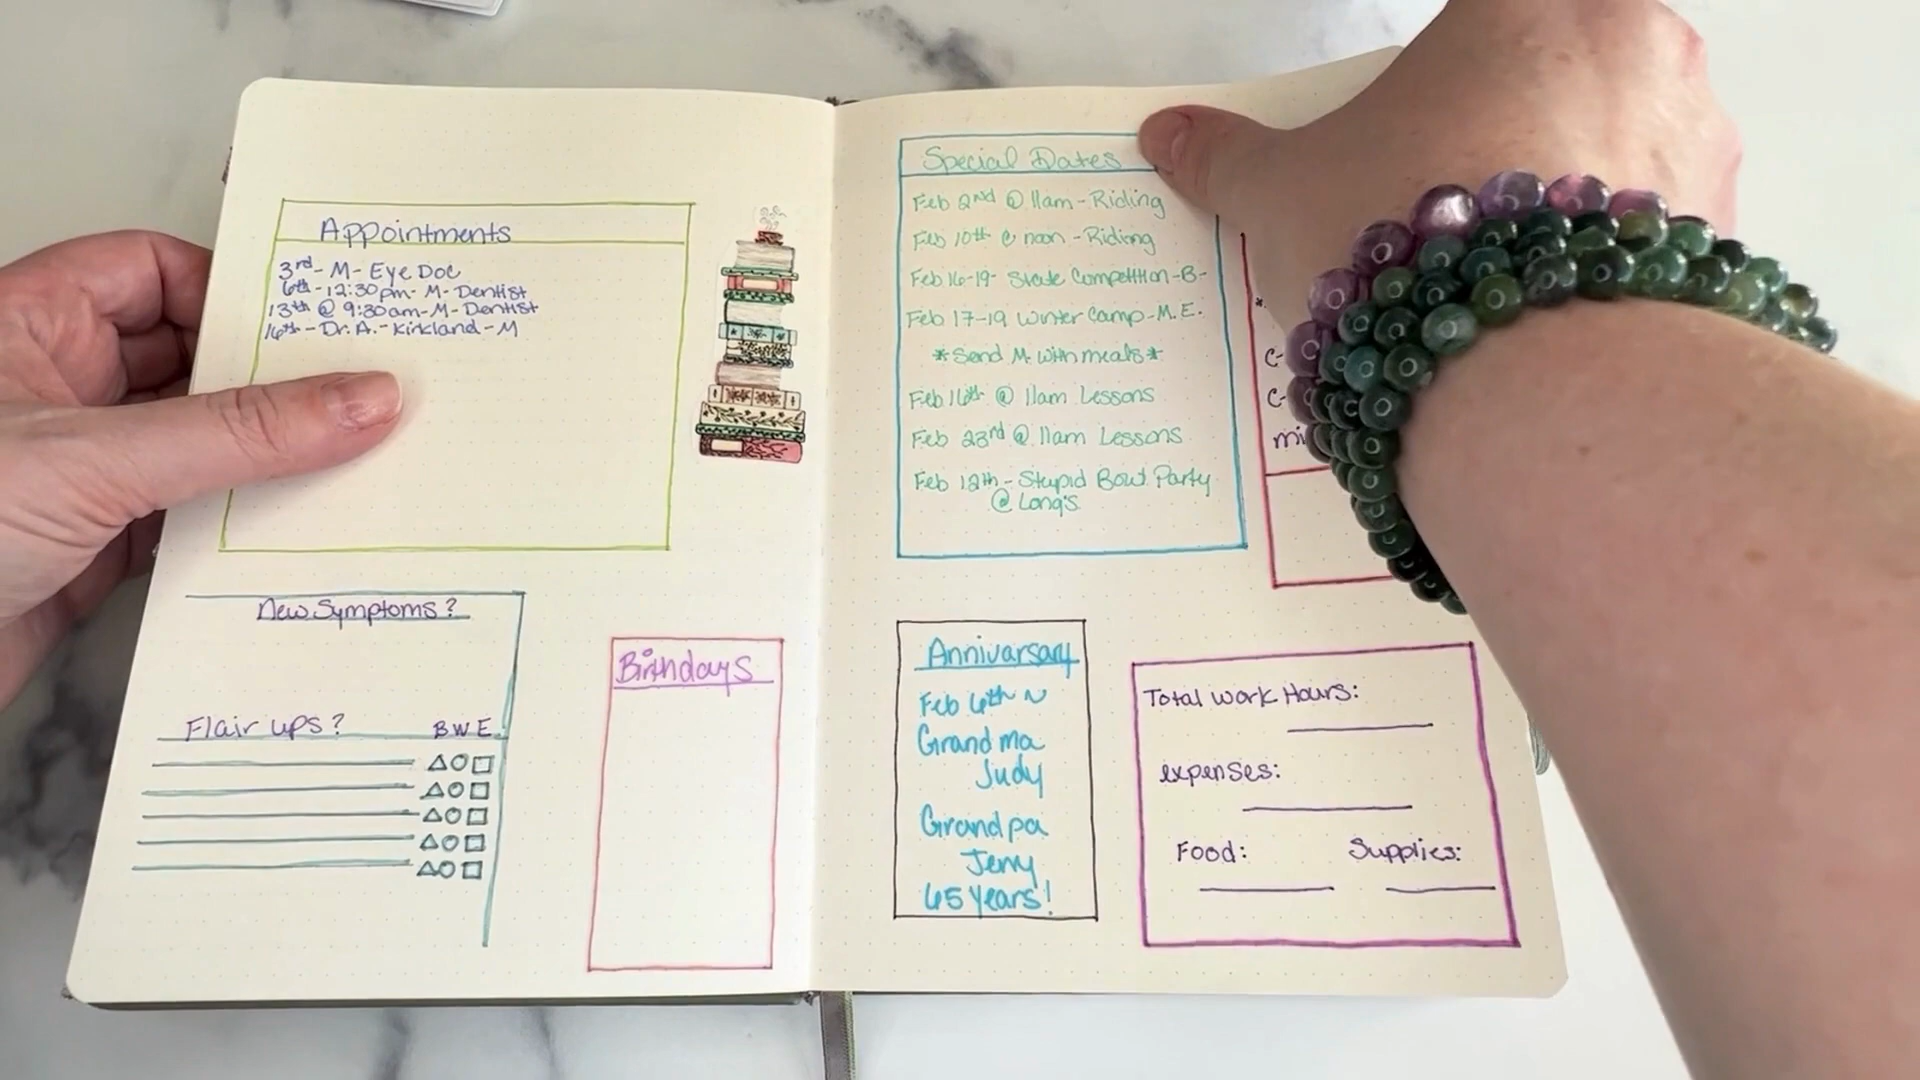 Appointments
3rd - M - Eye Doc
6th - 12:30pm - M - Dentist
13th @ 9:30am - M - Dentist
16th - Dr. A. - Kirkland - M
New Symptoms?
Flair ups? B W E
Birthdays
Special Dates
Feb 2nd @ 11am - Riding
Feb 10th @ noon - Riding
Feb 16-19 - State Competition - B -
Feb 17-19 Winter Camp - M.E.
*Send M. with meals*
Feb 16th @ 11am Lessons
Feb 23rd @ 11am Lessons
Feb 12th - Stupid Bowl Party
@ Long's
C-
C-
Annivarsary
Feb 6th ~
Grandma
Judy
Grandpa
Jerry
65 Years!
Total Work Hours:
expenses:
Food: Supplies: